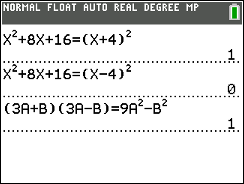 NORMAL FLOAT AUTO REAL DEGREE MP
X²+8X+16=(X+4)²
1
X²+8X+16=(X-4)²
0
(3A+B)(3A-B)=9A²-B²
1